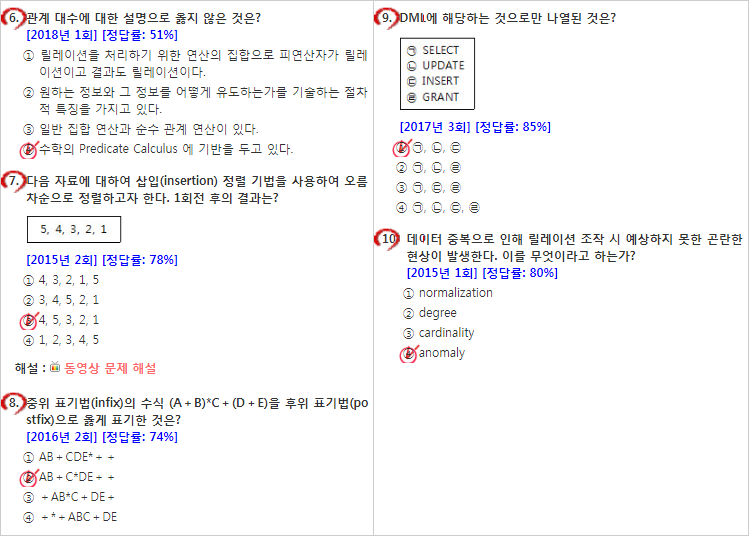 6. 관계 대수에 대한 설명으로 옳지 않은 것은?
[2018년 1회] [정답률: 51%]
① 릴레이션을 처리하기 위한 연산의 집합으로 피연산자가 릴레
이션이고 결과도 릴레이션이다.
② 원하는 정보와 그 정보를 어떻게 유도하는가를 기술하는 절차
적 특징을 가지고 있다.
③ 일반 집합 연산과 순수 관계 연산이 있다.
④ 수학의 Predicate Calculus 에 기반을 두고 있다.
7. 다음 자료에 대하여 삽입(insertion) 정렬 기법을 사용하여 오름
차순으로 정렬하고자 한다. 1회전 후의 결과는?
5, 4, 3, 2, 1
[2015년 2회] [정답률: 78%]
① 4, 3, 2, 1, 5
② 3, 4, 5, 2, 1
③ 4, 5, 3, 2, 1
④ 1, 2, 3, 4, 5
해설 : 동영상 문제 해설
8. 중위 표기법(infix)의 수식 (A+B)*C+(D+E)을 후위 표기법(po
stfix)으로 옳게 표기한 것은?
[2016년 2회] [정답률: 74%]
① AB+CDE*++
② AB+C*DE++
③ +AB*C+DE+
④ +*+ABC+DE
9. DML에 해당하는 것으로만 나열된 것은?
㉠ SELECT
㉡ UPDATE
㉢ INSERT
㉣ GRANT
[2017년 3회] [정답률: 85%]
① ㉠, ㉡, ㉢
② ㉠, ㉡, ㉣
③ ㉠, ㉢, ㉣
④ ㉠, ㉡, ㉢, ㉣
10. 데이터 중복으로 인해 릴레이션 조작 시 예상하지 못한 곤란한
현상이 발생한다. 이를 무엇이라고 하는가?
[2015년 1회] [정답률: 80%]
① normalization
② degree
③ cardinality
④ anomaly